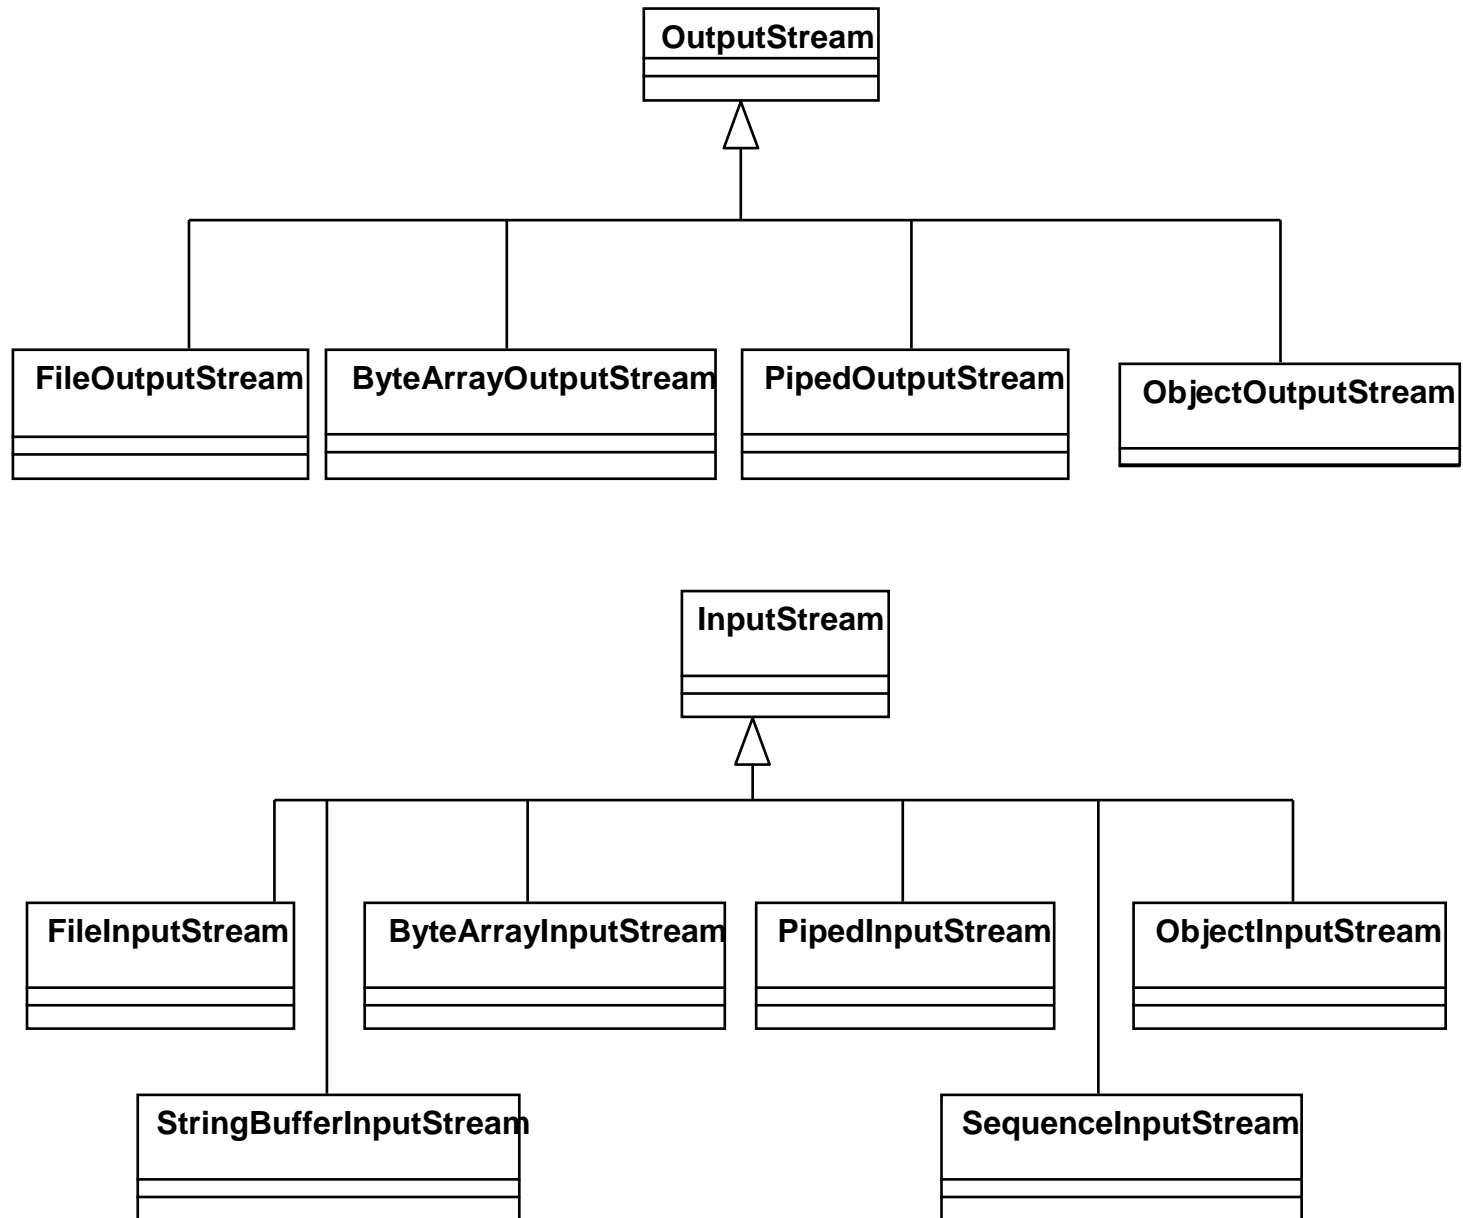 OutputStream
FileOutputStream
ByteArrayOutputStream
PipedOutputStream
ObjectOutputStream
InputStream
FileInputStream
ByteArrayInputStream
PipedInputStream
ObjectInputStream
StringBufferInputStream
SequenceInputStream